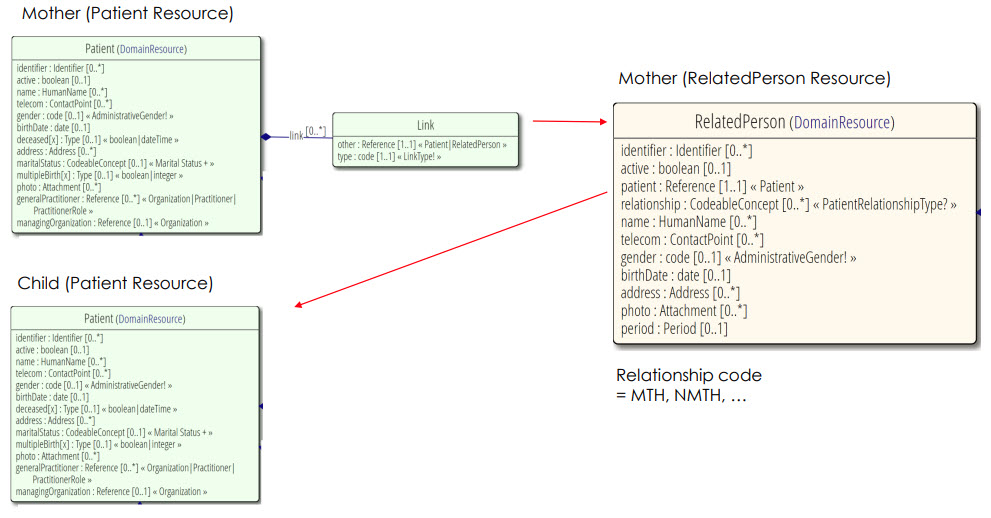 Mother (Patient Resource)
Patient (DomainResource)
identifier : Identifier [0..*]
active : boolean [0..1]
name : HumanName [0..*]
telecom : ContactPoint [0..*]
gender : code [0..1] « AdministrativeGender! »
birthDate : date [0..1]
deceased[x] : Type [0..1] « boolean|dateTime »
address : Address [0..*]
maritalStatus : CodeableConcept [0..1] « Marital Status + »
multipleBirth[x] : Type [0..1] « boolean|integer »
photo : Attachment [0..*]
generalPractitioner : Reference [0..*] « Organization|Practitioner|
PractitionerRole »
managingOrganization : Reference [0..1] « Organization »
link [0..*]
Link
other : Reference [1..1] « Patient|RelatedPerson »
type : code [1..1] « LinkType! »
Mother (RelatedPerson Resource)
RelatedPerson (DomainResource)
identifier : Identifier [0..*]
active : boolean [0..1]
patient : Reference [1..1] « Patient »
relationship : CodeableConcept [0..*] « PatientRelationshipType? »
name : HumanName [0..*]
telecom : ContactPoint [0..*]
gender : code [0..1] « AdministrativeGender! »
birthDate : date [0..1]
address : Address [0..*]
photo : Attachment [0..*]
period : Period [0..1]
Relationship code
= MTH, NMTH, ...
Child (Patient Resource)
Patient (DomainResource)
identifier : Identifier [0..*]
active : boolean [0..1]
name : HumanName [0..*]
telecom : ContactPoint [0..*]
gender : code [0..1] « AdministrativeGender! »
birthDate : date [0..1]
deceased[x] : Type [0..1] « boolean|dateTime »
address : Address [0..*]
maritalStatus : CodeableConcept [0..1] « Marital Status + »
multipleBirth[x] : Type [0..1] « boolean|integer »
photo : Attachment [0..*]
generalPractitioner : Reference [0..*] « Organization|Practitioner|
PractitionerRole »
managingOrganization : Reference [0..1] « Organization »